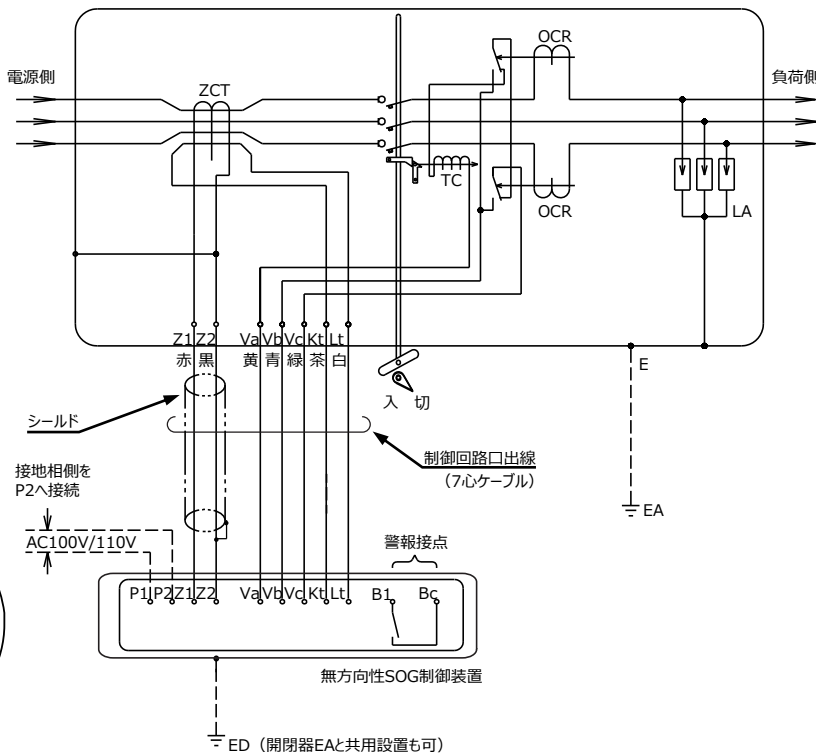 OCR
電源側
ZCT
負荷側
TC
OCR
LA
Z1 Z2 Va Vb Vc Kt Lt
赤 黒 黄 青 緑 茶 白
E
入 切
シールド
制御回路口出線
(7心ケーブル)
接地相側を
P2へ接続
EA
AC100V/110V
警報接点
P1 P2 Z1 Z2 Va Vb Vc Kt Lt B1 Bc
無方向性SOG制御装置
ED（開閉器EAと共用設置も可）